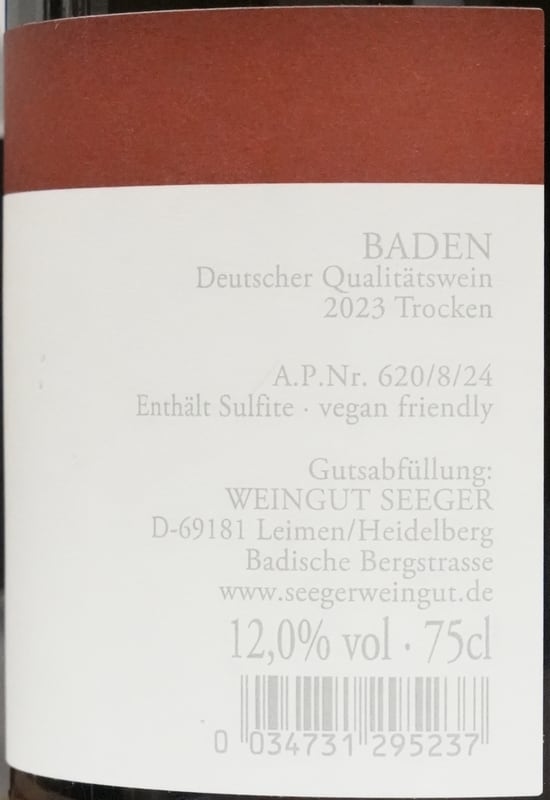 BADEN
Deutscher Qualitätswein
2023 Trocken
A.P.Nr. 620/8/24
Enthält Sulfite · vegan friendly
Gutsabfüllung:
WEINGUT SEEGER
D-69181 Leimen/Heidelberg
Badische Bergstrasse
www.seegerweingut.de
12,0% vol · 75cl
0 034731 295237